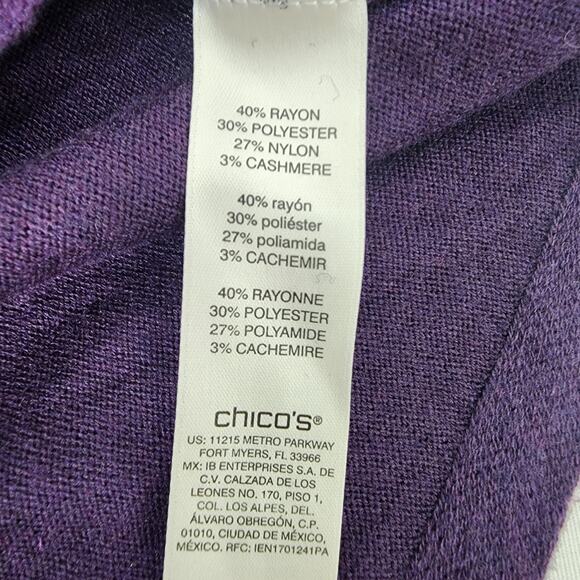 40% RAYON
30% POLYESTER
27% NYLON
3% CASHMERE
40% rayón
30% poliéster
27% poliamida
3% CACHEMIR
40% RAYONNE
30% POLYESTER
27% POLYAMIDE
3% CACHEMIRE
chico's®
US: 11215 METRO PARKWAY
FORT MYERS, FL 33966
MX: IB ENTERPRISES S.A. DE
C.V. CALZADA DE LOS
LEONES NO. 170, PISO 1,
COL. LOS ALPES, DEL.
ÁLVARO OBREGÓN, C.P.
01010, CIUDAD DE MÉXICO,
MÉXICO. RFC: IEN1701241PA